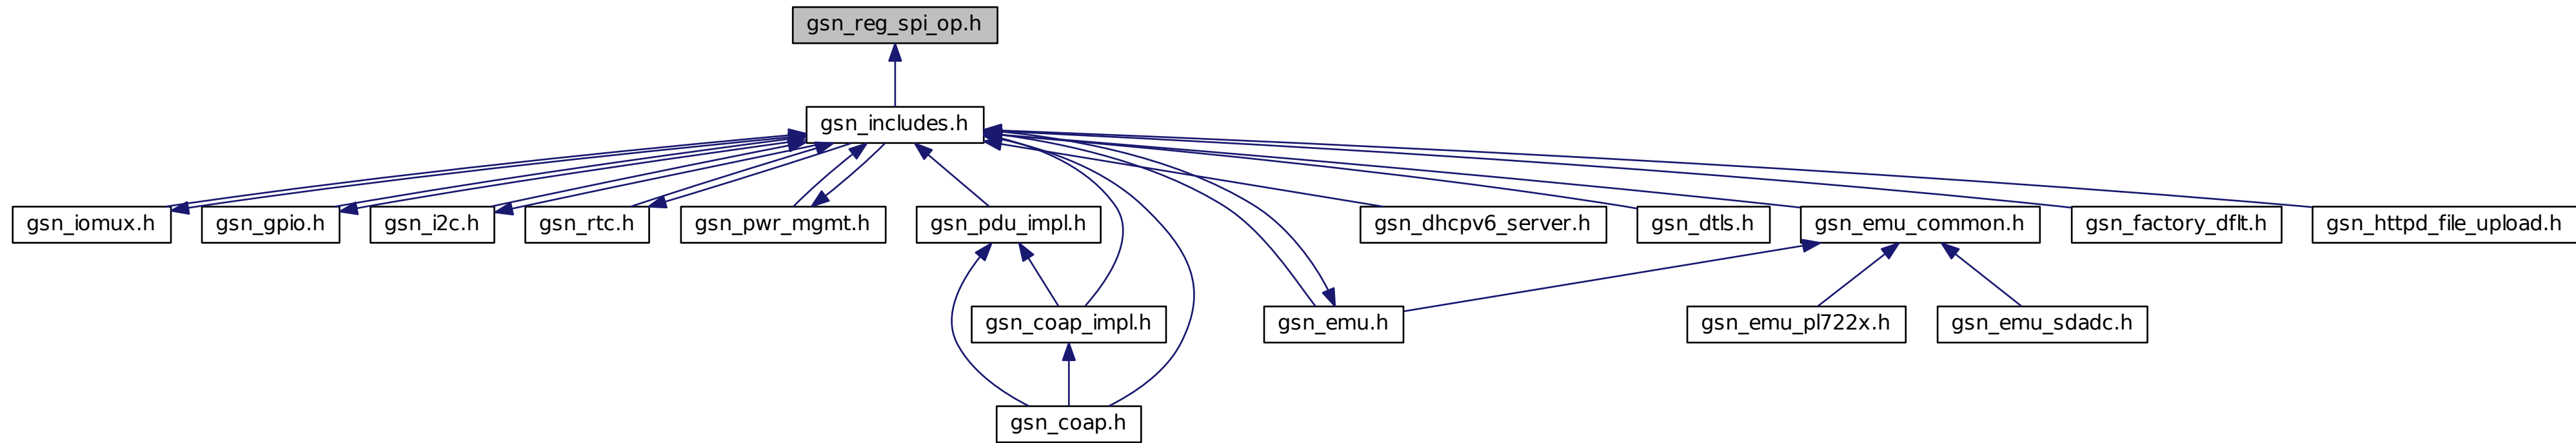 gsn_reg_spi_op.h
gsn_includes.h
gsn_iomux.h
gsn_gpio.h
gsn_i2c.h
gsn_rtc.h
gsn_pwr_mgmt.h
gsn_pdu_impl.h
gsn_dhcpv6_server.h
gsn_dtls.h
gsn_emu_common.h
gsn_factory_dflt.h
gsn_httpd_file_upload.h
gsn_coap_impl.h
gsn_emu.h
gsn_emu_pl722x.h
gsn_emu_sdadc.h
gsn_coap.h